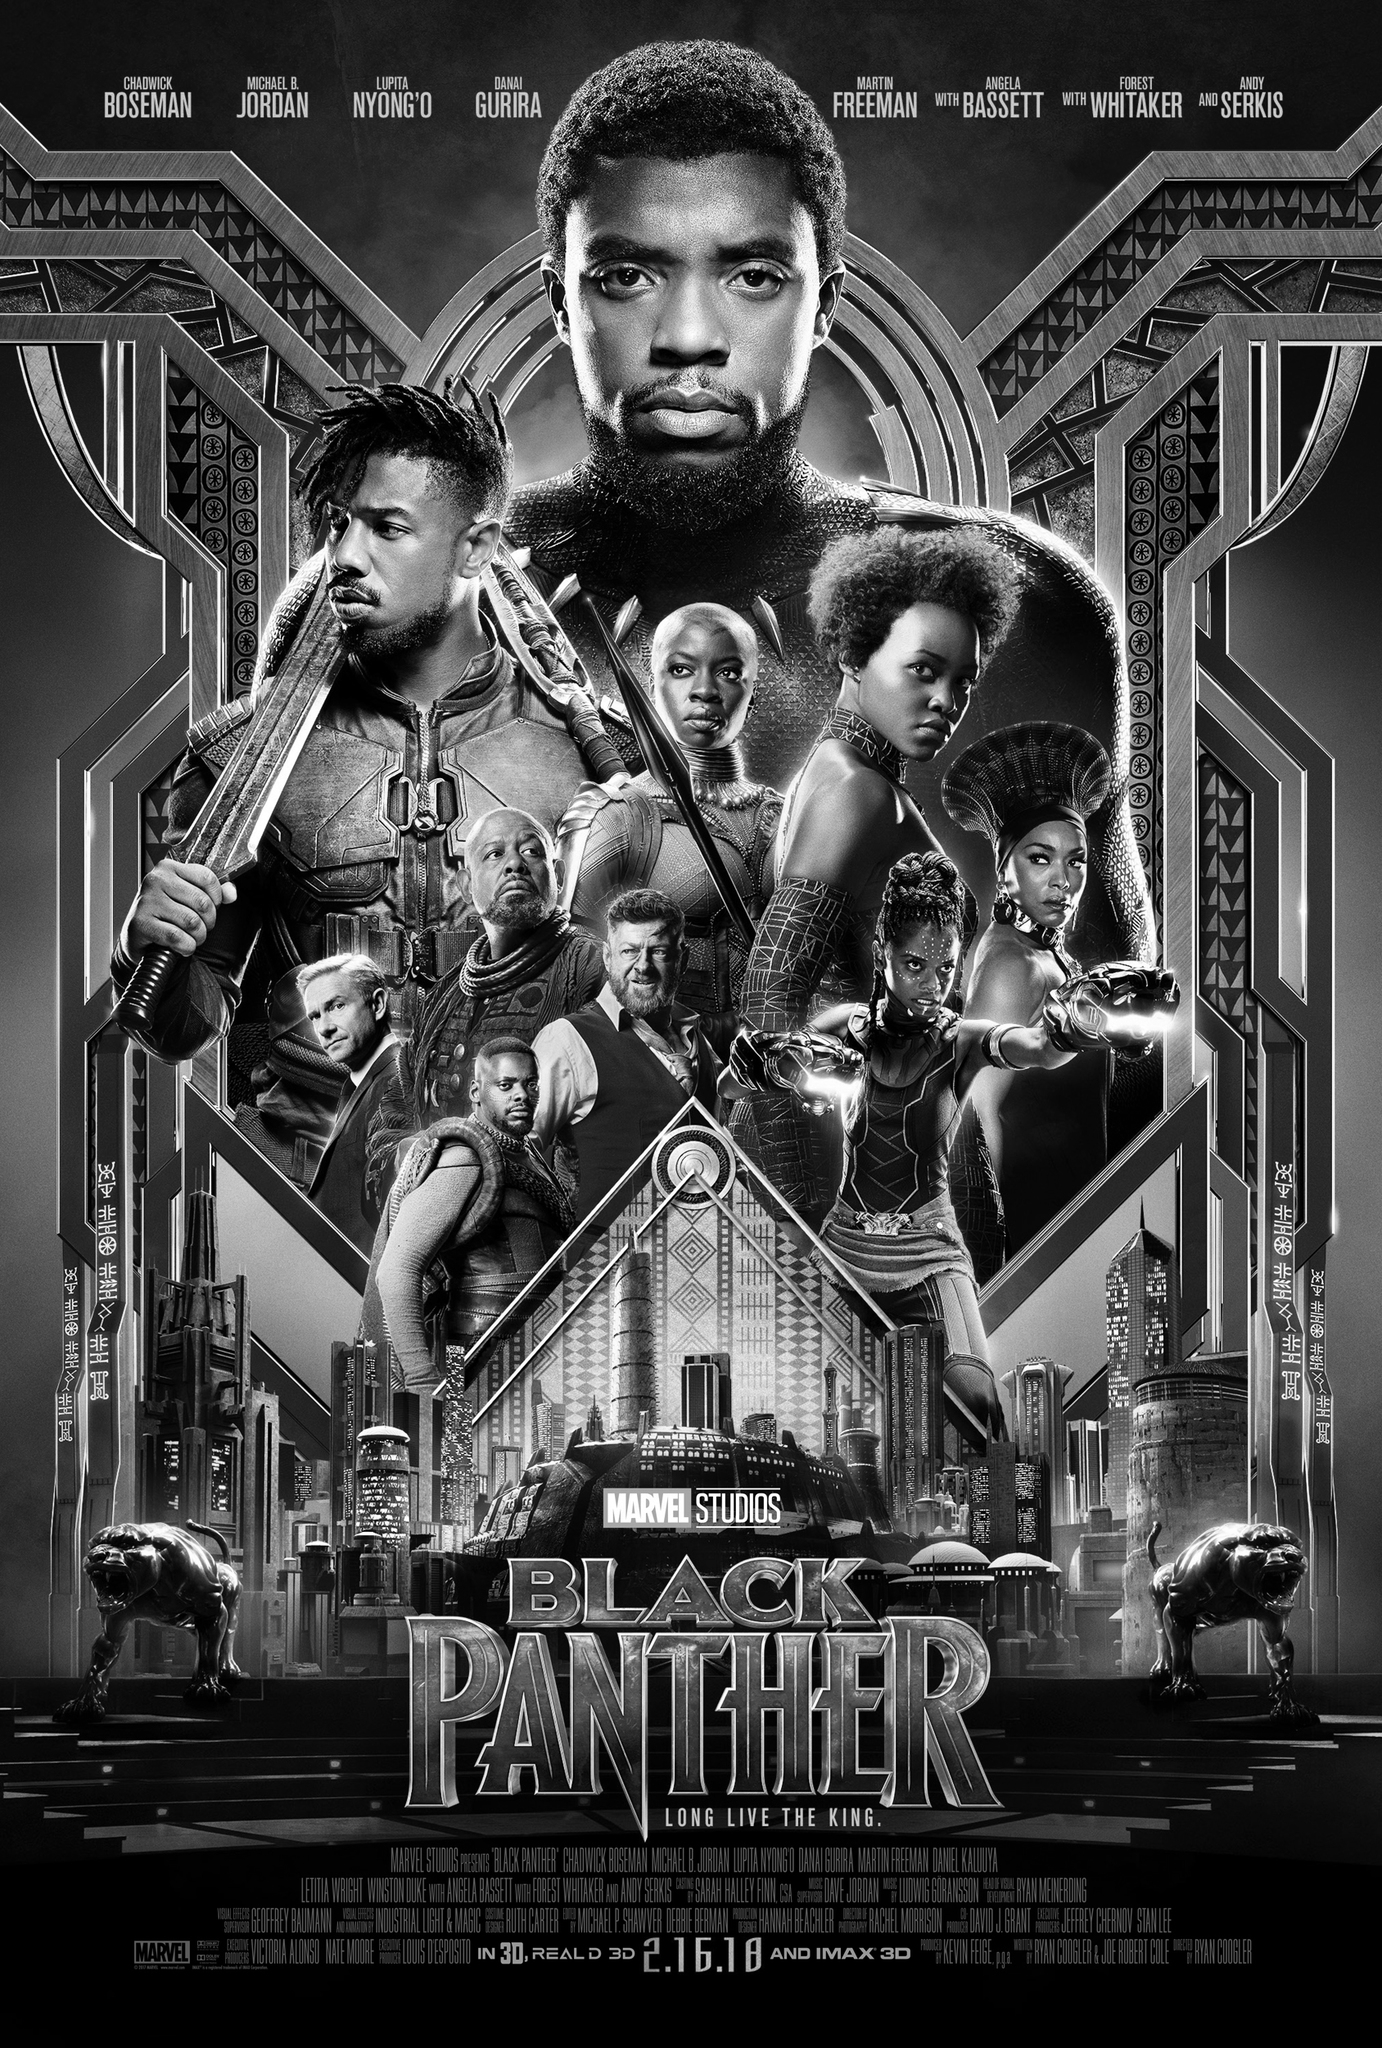 CHADWICK BOSEMAN MICHAEL B. JORDAN LUPITA NYONG'O DANAI GURIRA MARTIN FREEMAN WITH ANGELA BASSETT WITH FOREST WHITAKER AND ANDY SERKIS
MARVEL STUDIOS
BLACK
PANTHER
LONG LIVE THE KING.
MARVEL STUDIOS PRESENTS "BLACK PANTHER" CHADWICK BOSEMAN MICHAEL B. JORDAN LUPITA NYONG'O DANAI GURIRA MARTIN FREEMAN DANIEL KALUUYA
LETITIA WRIGHT WINSTON DUKE WITH ANGELA BASSETT WITH FOREST WHITAKER AND ANDY SERKIS CASTING BY SARAH HALLEY FINN, CSA MUSIC SUPERVISOR DAVE JORDAN MUSIC BY LUDWIG GÖRANSSON HEAD OF VISUAL DEVELOPMENT RYAN MEINERDING
VISUAL EFFECTS SUPERVISOR GEOFFREY BAUMANN VISUAL EFFECTS AND ANIMATION BY INDUSTRIAL LIGHT & MAGIC COSTUME DESIGNER RUTH CARTER EDITED BY MICHAEL P. SHAWVER DEBBIE BERMAN PRODUCTION DESIGNER HANNAH BEACHLER DIRECTOR OF PHOTOGRAPHY RACHEL MORRISON CO-PRODUCER DAVID J. GRANT EXECUTIVE PRODUCERS JEFFREY CHERNOV STAN LEE
MARVEL EXECUTIVE PRODUCERS VICTORIA ALONSO NATE MOORE EXECUTIVE PRODUCER LOUIS D'ESPOSITO IN 3D, REAL D 3D 2.16.18 AND IMAX 3D PRODUCED BY KEVIN FEIGE, p.g.a. WRITTEN BY RYAN COOGLER & JOE ROBERT COLE DIRECTED BY RYAN COOGLER